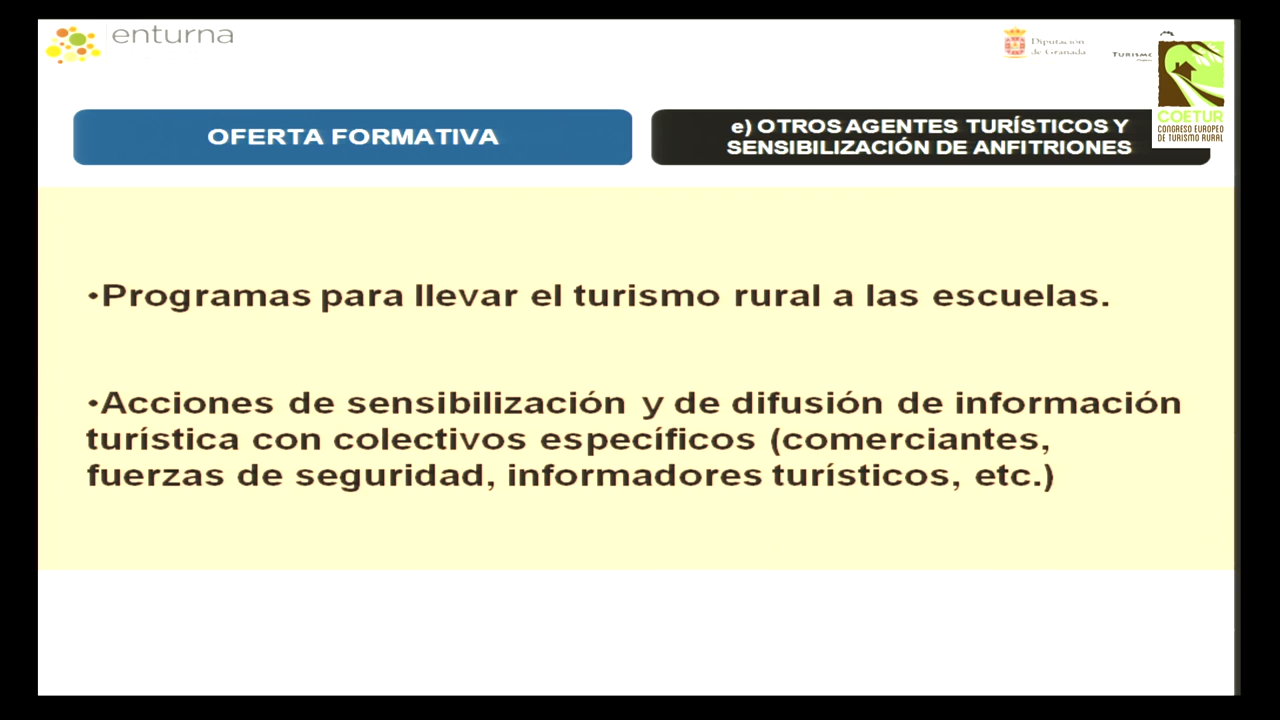 enturna
Diputación
de Granada
TURISMO
COETUR
CONGRESO EUROPEO
DE TURISMO RURAL
OFERTA FORMATIVA
e) OTROS AGENTES TURÍSTICOS Y
SENSIBILIZACIÓN DE ANFITRIONES
•Programas para llevar el turismo rural a las escuelas.
•Acciones de sensibilización y de difusión de información
turística con colectivos específicos (comerciantes,
fuerzas de seguridad, informadores turísticos, etc.)